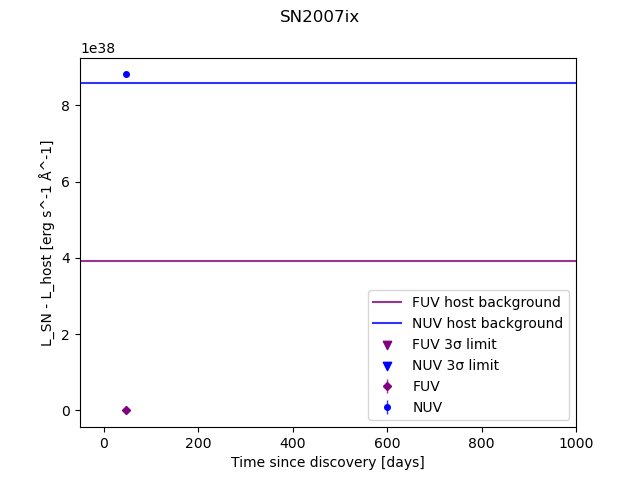 SN2007ix
1e38
L_SN - L_host [erg s^-1 Å^-1]
8
6
4
2
0
FUV host background
NUV host background
FUV 3σ limit
NUV 3σ limit
FUV
NUV
0 200 400 600 800 1000
Time since discovery [days]